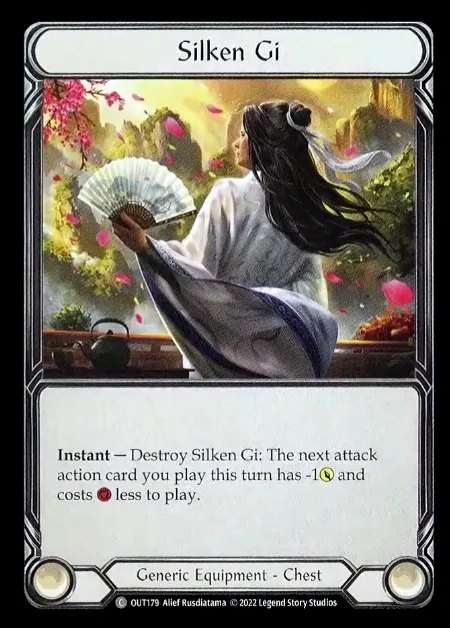 Silken Gi
Instant — Destroy Silken Gi: The next attack
action card you play this turn has -1 and
costs less to play.
Generic Equipment - Chest
C OUT179 Alief Rusdiatama © 2022 Legend Story Studios